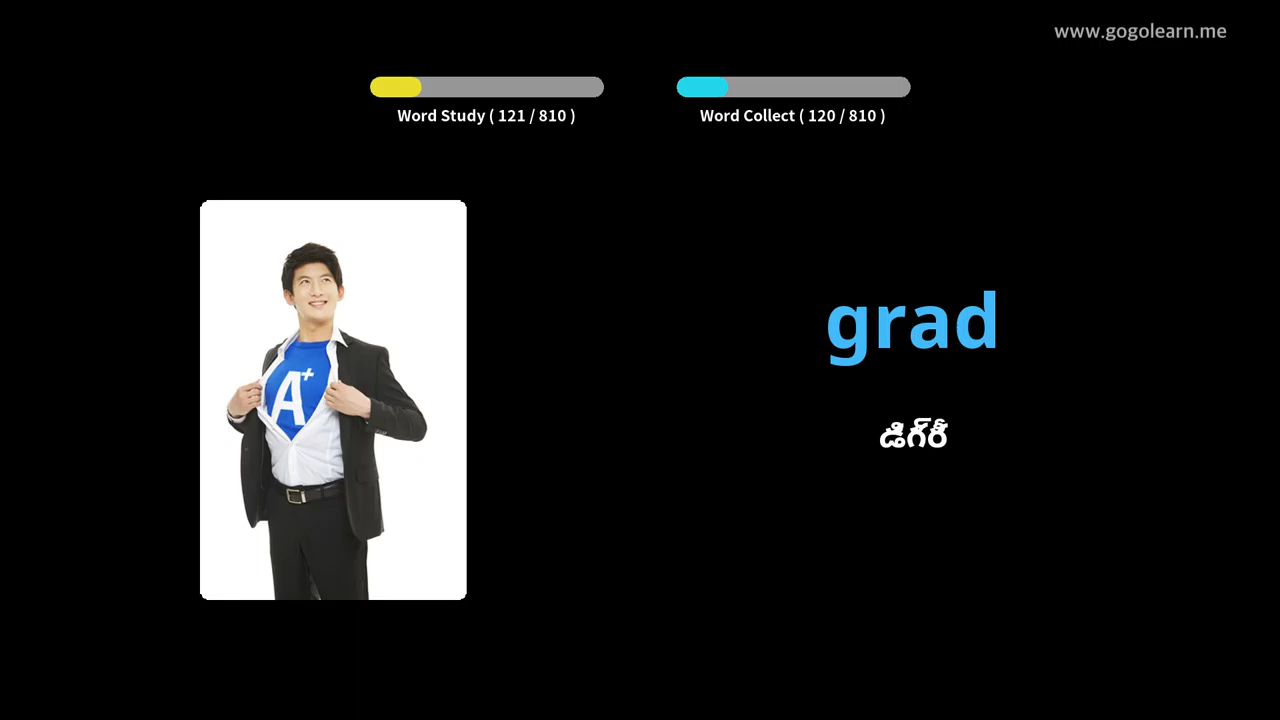 www.gogolearn.me
Word Study ( 121 / 810 )
Word Collect ( 120 / 810 )
A+
grad
డిగ్రీ